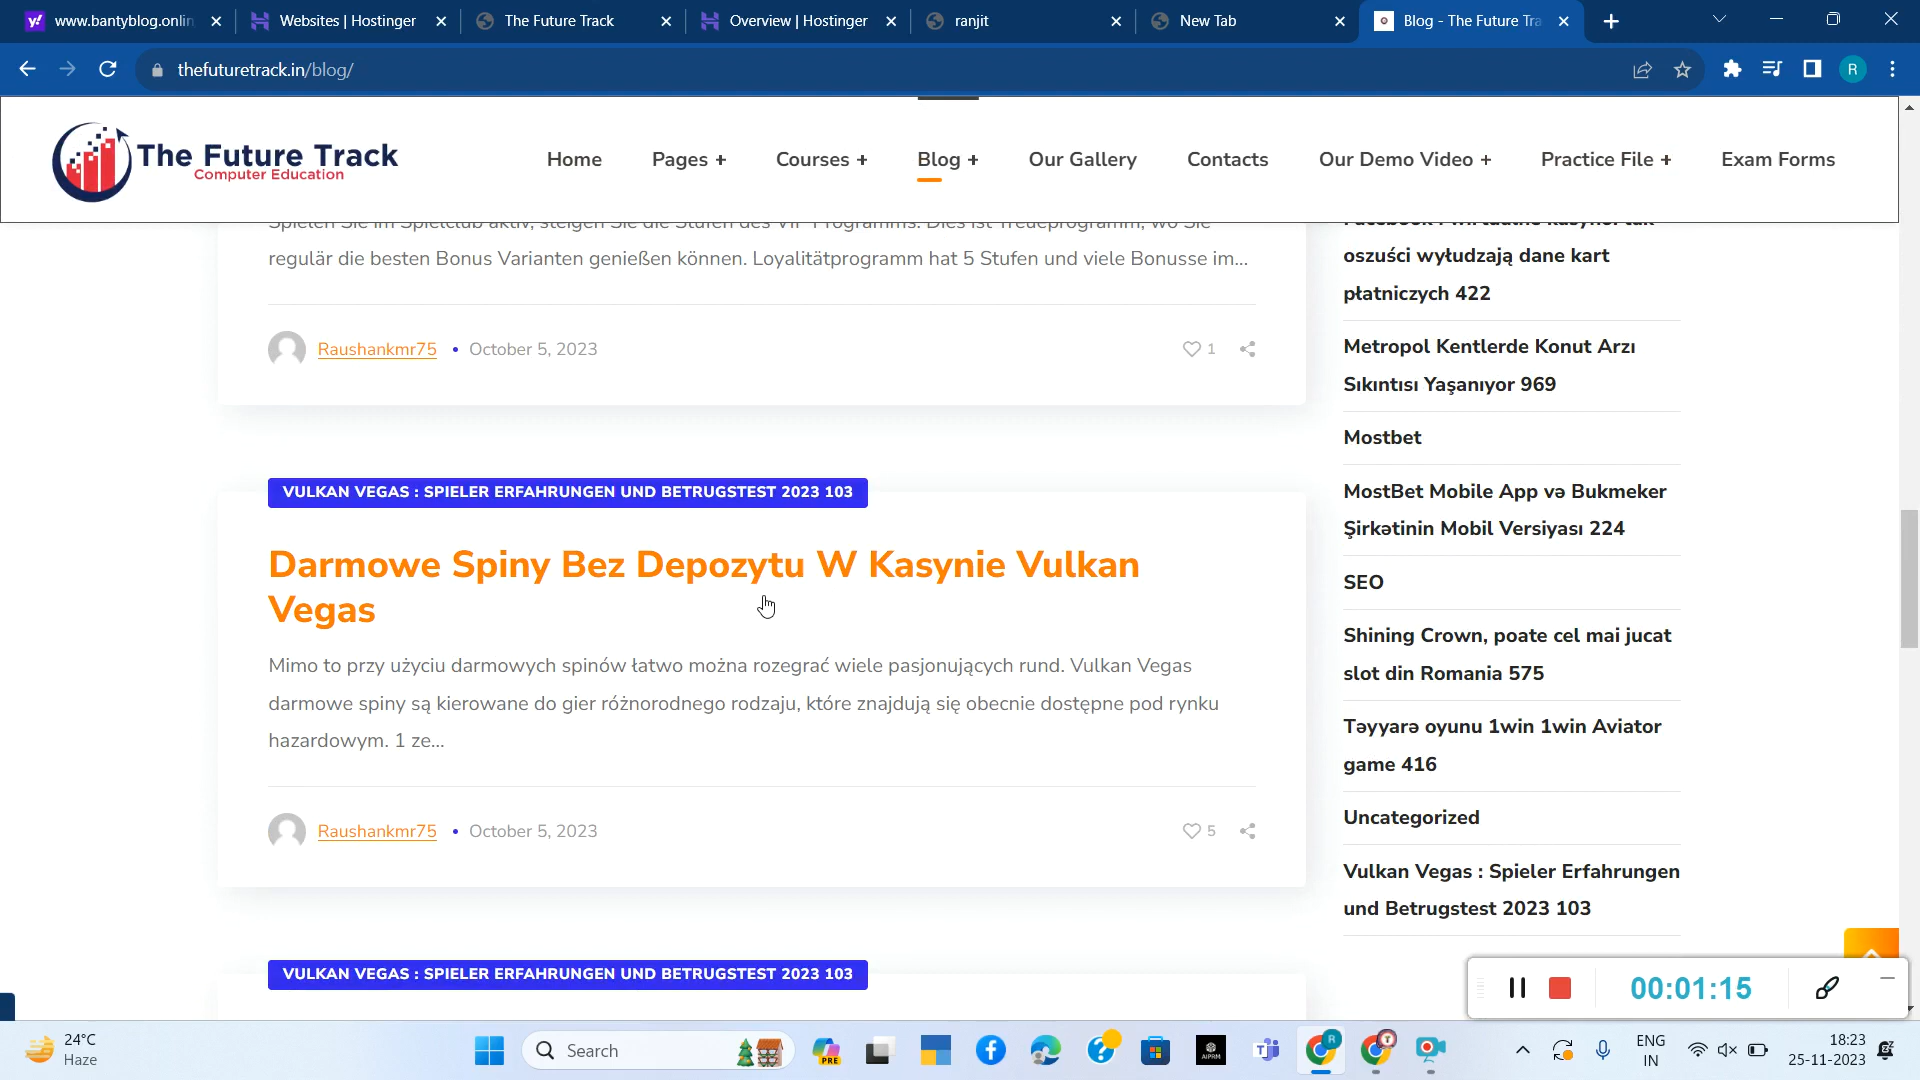 www.bantyblog.onlin
Websites | Hostinger
The Future Track
Overview | Hostinger
ranjit
New Tab
Blog - The Future Tra
thefuturetrack.in/blog/
R
The Future Track
Computer Education
Home
Pages +
Courses +
Blog +
Our Gallery
Contacts
Our Demo Video +
Practice File +
Exam Forms
Spielen Sie im Spielclub aktiv, steigen Sie die Stufen des VIP Programms. Dies ist Treueprogramm, wo Sie
regulär die besten Bonus Varianten genießen können. Loyalitätprogramm hat 5 Stufen und viele Bonusse im...
Raushankmr75 • October 5, 2023
1
VULKAN VEGAS : SPIELER ERFAHRUNGEN UND BETRUGSTEST 2023 103
Darmowe Spiny Bez Depozytu W Kasynie Vulkan
Vegas
Mimo to przy użyciu darmowych spinów łatwo można rozegrać wiele pasjonujących rund. Vulkan Vegas
darmowe spiny są kierowane do gier różnorodnego rodzaju, które znajdują się obecnie dostępne pod rynku
hazardowym. 1 ze...
Raushankmr75 • October 5, 2023
5
VULKAN VEGAS : SPIELER ERFAHRUNGEN UND BETRUGSTEST 2023 103
oszuści wyłudzają dane kart
płatniczych 422
Metropol Kentlerde Konut Arzı
Sıkıntısı Yaşanıyor 969
Mostbet
MostBet Mobile App və Bukmeker
Şirkətinin Mobil Versiyası 224
SEO
Shining Crown, poate cel mai jucat
slot din Romania 575
Təyyarə oyunu 1win 1win Aviator
game 416
Uncategorized
Vulkan Vegas : Spieler Erfahrungen
und Betrugstest 2023 103
00:01:15
24°C
Haze
Search
PRE
AIPRM
R
T
ENG
IN
18:23
25-11-2023